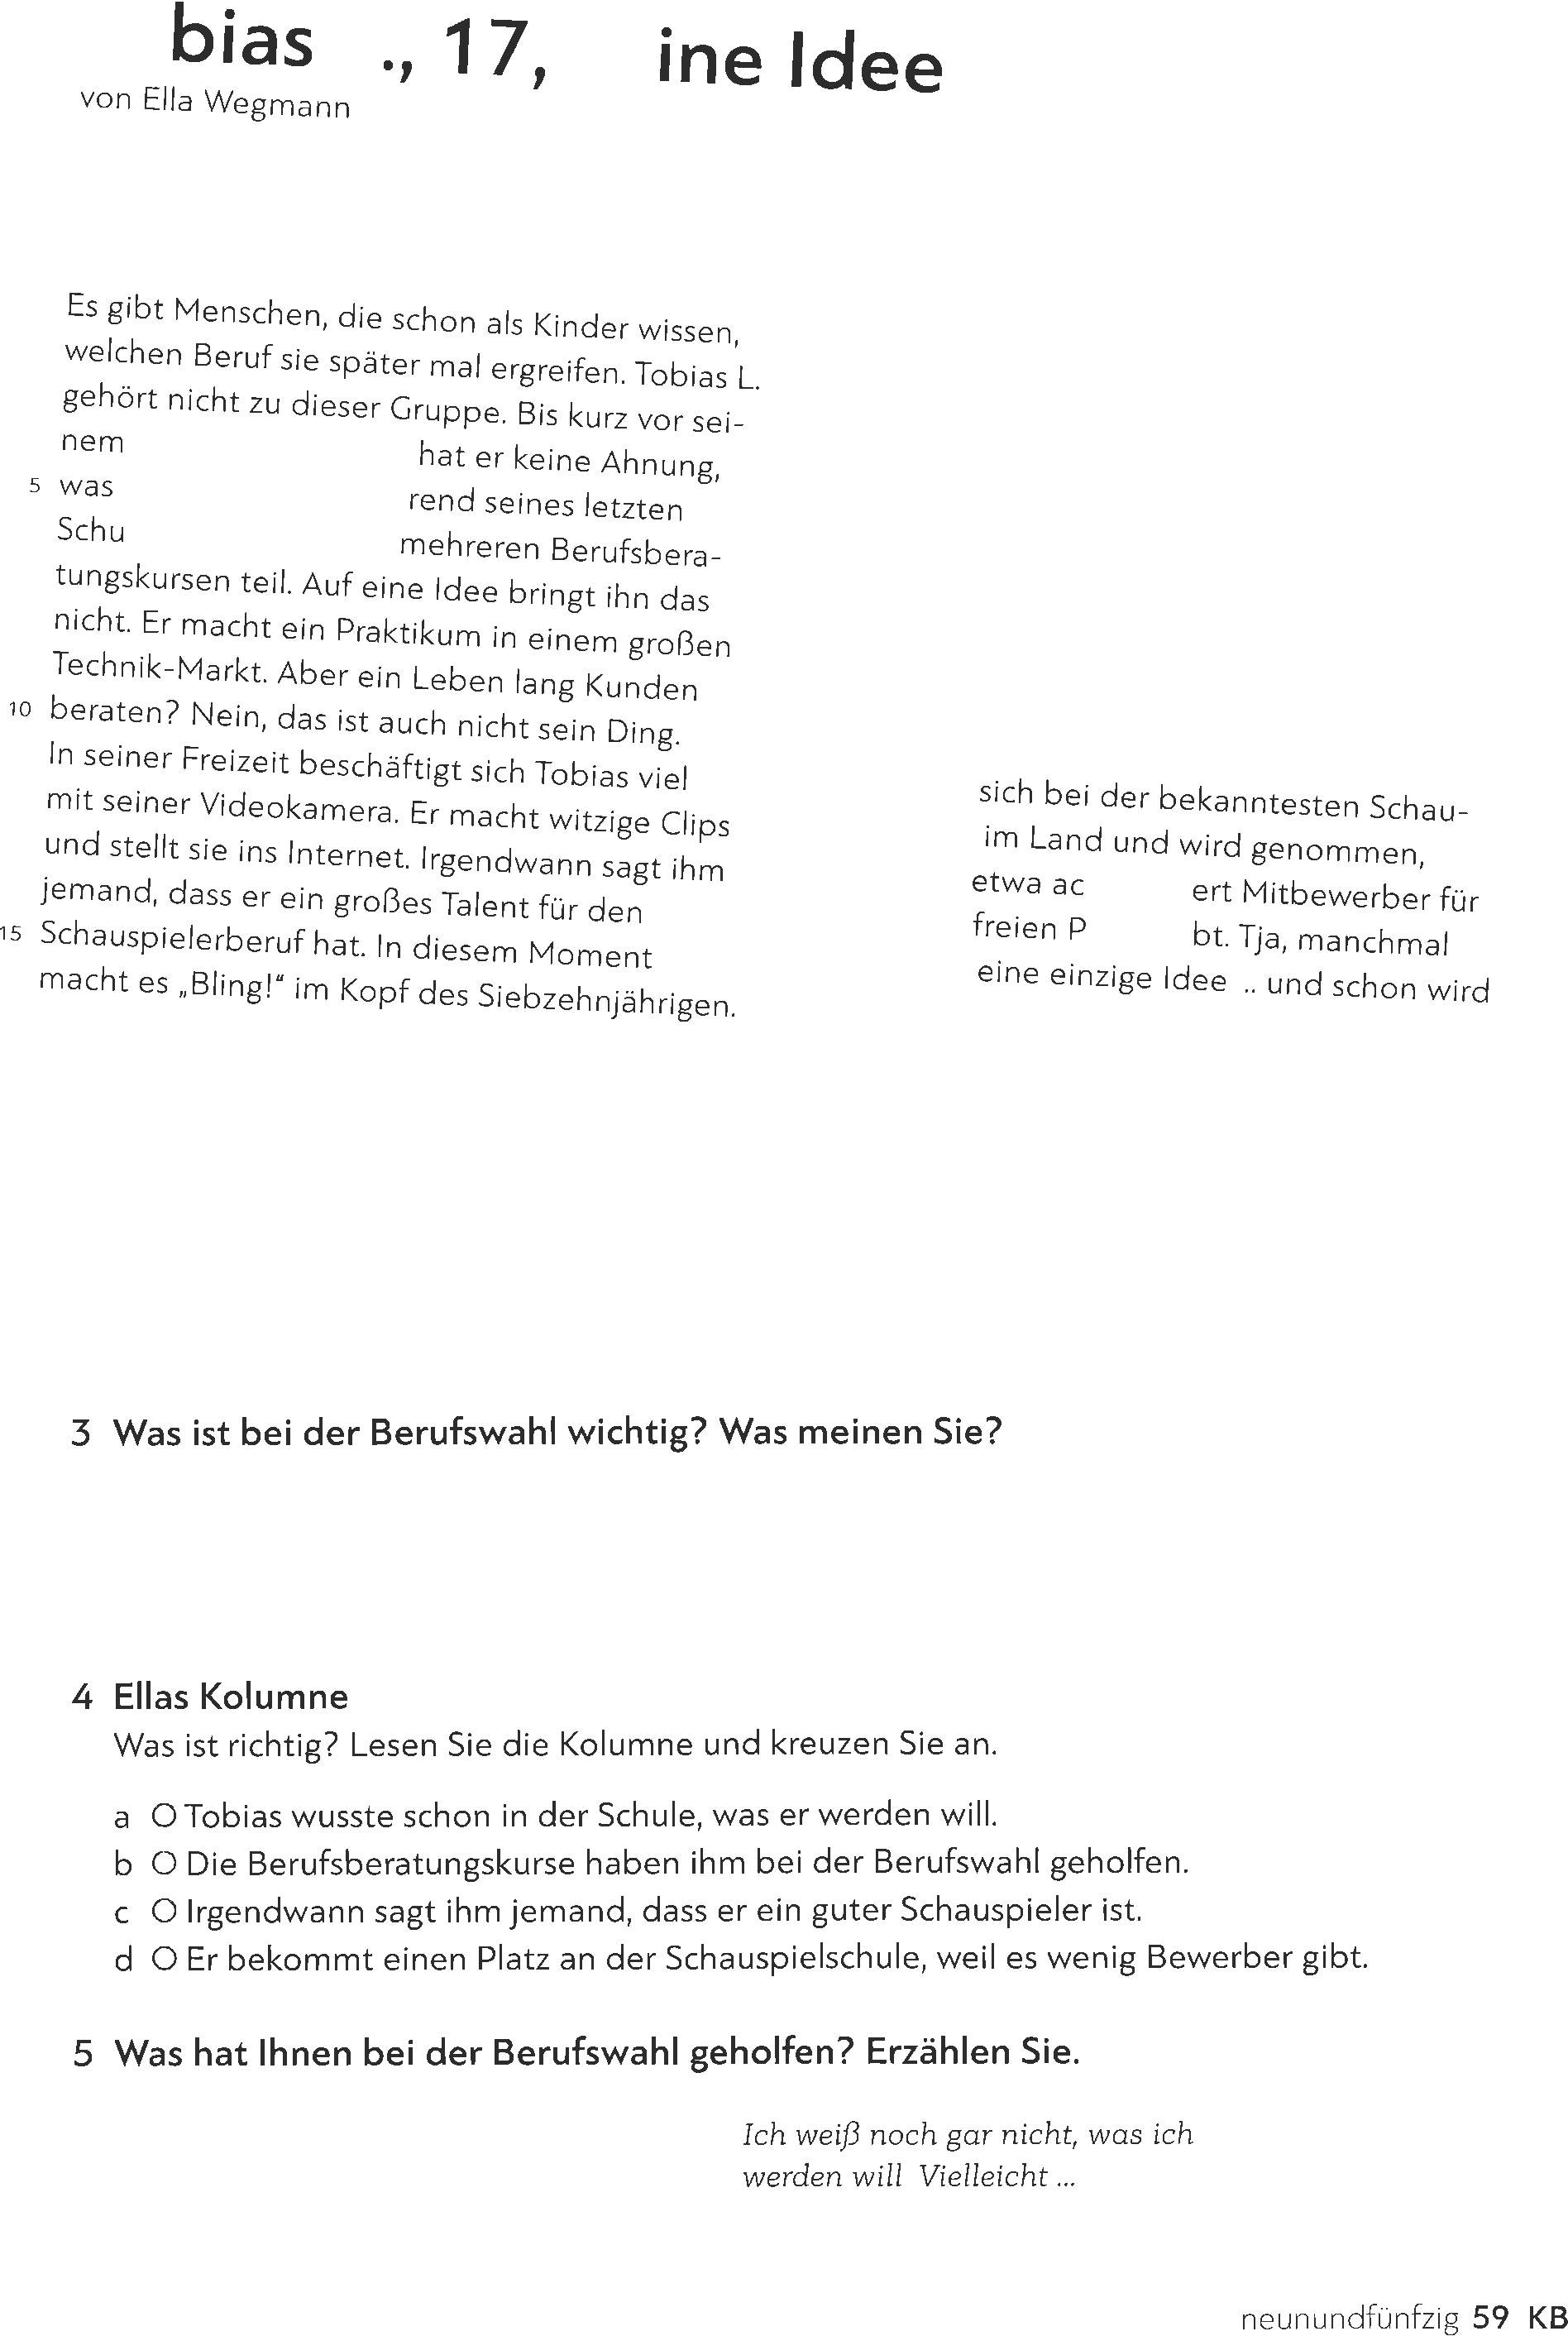 bias ., 17, ine Idee
von Ella Wegmann
Es gibt Menschen, die schon als Kinder wissen,
welchen Beruf sie später mal ergreifen. Tobias L.
gehört nicht zu dieser Gruppe. Bis kurz vor sei-
nem hat er keine Ahnung,
5 was rend seines letzten
Schu mehreren Berufsbera-
tungskursen teil. Auf eine Idee bringt ihn das
nicht. Er macht ein Praktikum in einem großen
Technik-Markt. Aber ein Leben lang Kunden
10 beraten? Nein, das ist auch nicht sein Ding.
In seiner Freizeit beschäftigt sich Tobias viel
mit seiner Videokamera. Er macht witzige Clips
und stellt sie ins Internet. Irgendwann sagt ihm
jemand, dass er ein großes Talent für den
15 Schauspielerberuf hat. In diesem Moment
macht es „Bling!“ im Kopf des Siebzehnjährigen.
sich bei der bekanntesten Schau-
im Land und wird genommen,
etwa ac ert Mitbewerber für
freien P bt. Tja, manchmal
eine einzige Idee .. und schon wird
3 Was ist bei der Berufswahl wichtig? Was meinen Sie?
4 Ellas Kolumne
Was ist richtig? Lesen Sie die Kolumne und kreuzen Sie an.
a O Tobias wusste schon in der Schule, was er werden will.
b O Die Berufsberatungskurse haben ihm bei der Berufswahl geholfen.
c O Irgendwann sagt ihm jemand, dass er ein guter Schauspieler ist.
d O Er bekommt einen Platz an der Schauspielschule, weil es wenig Bewerber gibt.
5 Was hat Ihnen bei der Berufswahl geholfen? Erzählen Sie.
Ich weiß noch gar nicht, was ich
werden will Vielleicht ...
neunundfünfzig 59 KB